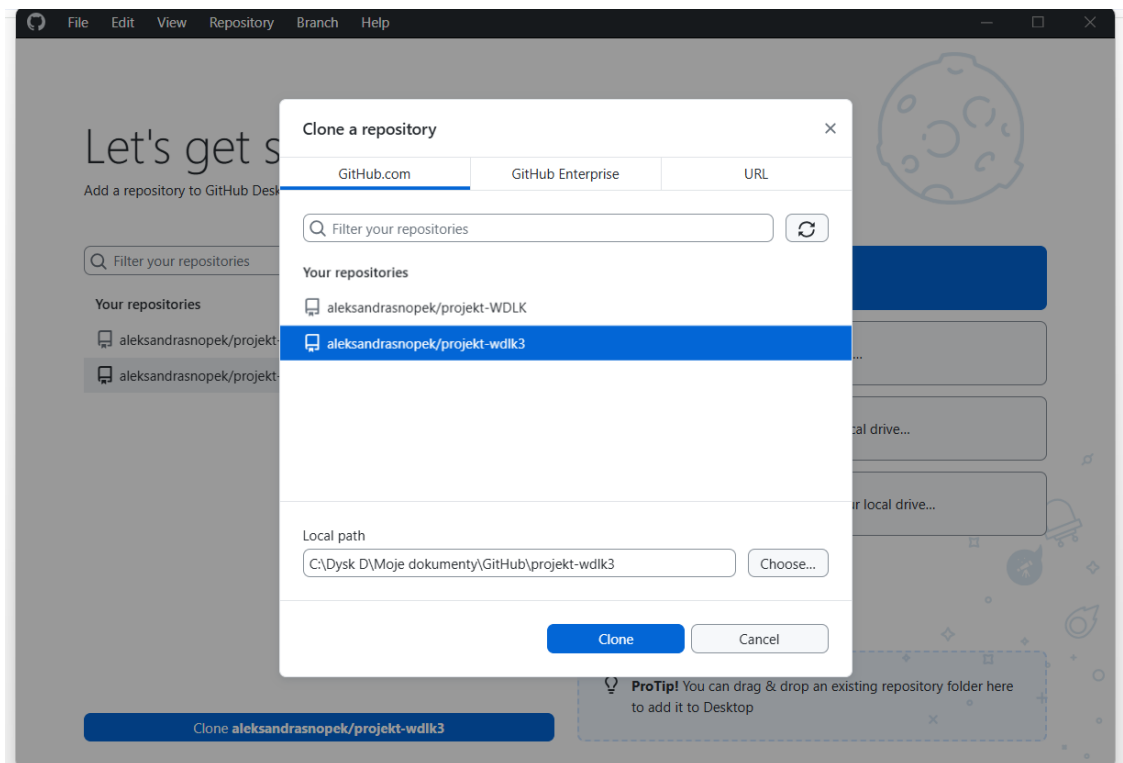 File Edit View Repository Branch Help
Let's get s
Add a repository to GitHub Desk
Filter your repositories
Your repositories
aleksandrasnopek/projekt-
aleksandrasnopek/projekt-
Clone aleksandrasnopek/projekt-wdlk3
Clone a repository
GitHub.com GitHub Enterprise URL
Filter your repositories
Your repositories
aleksandrasnopek/projekt-WDLK
aleksandrasnopek/projekt-wdlk3
Local path
C:\Dysk D\Moje dokumenty\GitHub\projekt-wdlk3 Choose...
Clone Cancel
...
cal drive...
ur local drive...
ProTip! You can drag & drop an existing repository folder here
to add it to Desktop